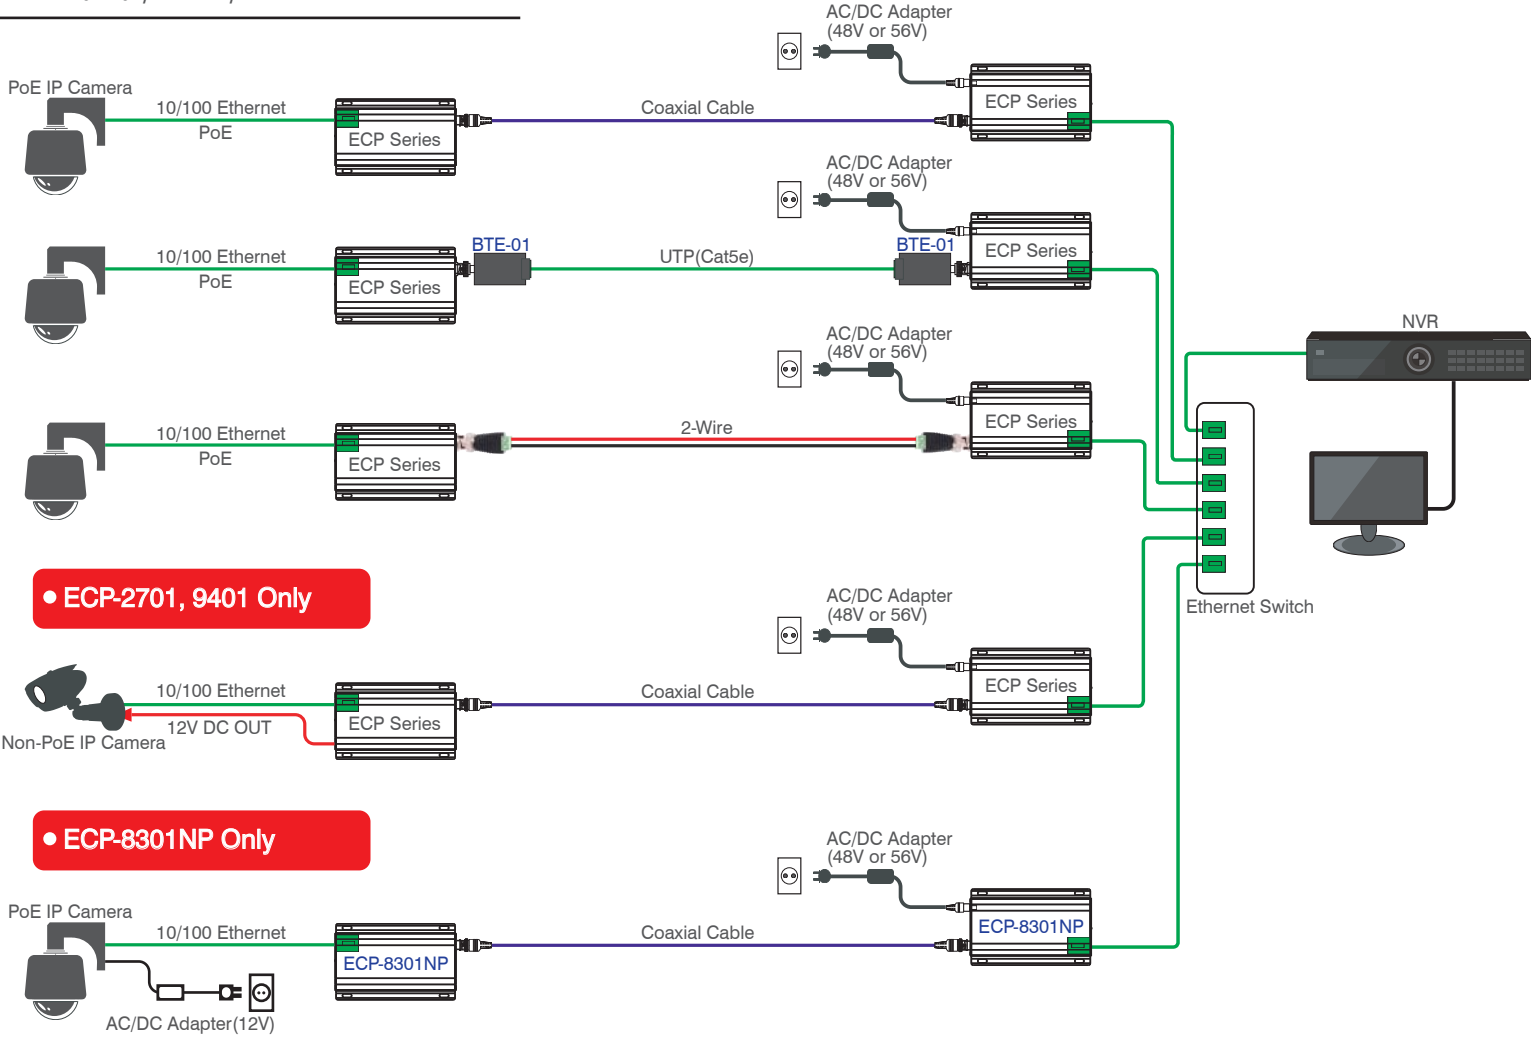 AC/DC Adapter
(48V or 56V)
PoE IP Camera
10/100 Ethernet
PoE
ECP Series
Coaxial Cable
ECP Series
AC/DC Adapter
(48V or 56V)
10/100 Ethernet
PoE
ECP Series
BTE-01
UTP(Cat5e)
BTE-01
ECP Series
NVR
AC/DC Adapter
(48V or 56V)
10/100 Ethernet
PoE
ECP Series
2-Wire
ECP Series
Ethernet Switch
• ECP-2701, 9401 Only
AC/DC Adapter
(48V or 56V)
10/100 Ethernet
12V DC OUT
Non-PoE IP Camera
ECP Series
Coaxial Cable
ECP Series
• ECP-8301NP Only
AC/DC Adapter
(48V or 56V)
PoE IP Camera
10/100 Ethernet
ECP-8301NP
Coaxial Cable
ECP-8301NP
AC/DC Adapter(12V)